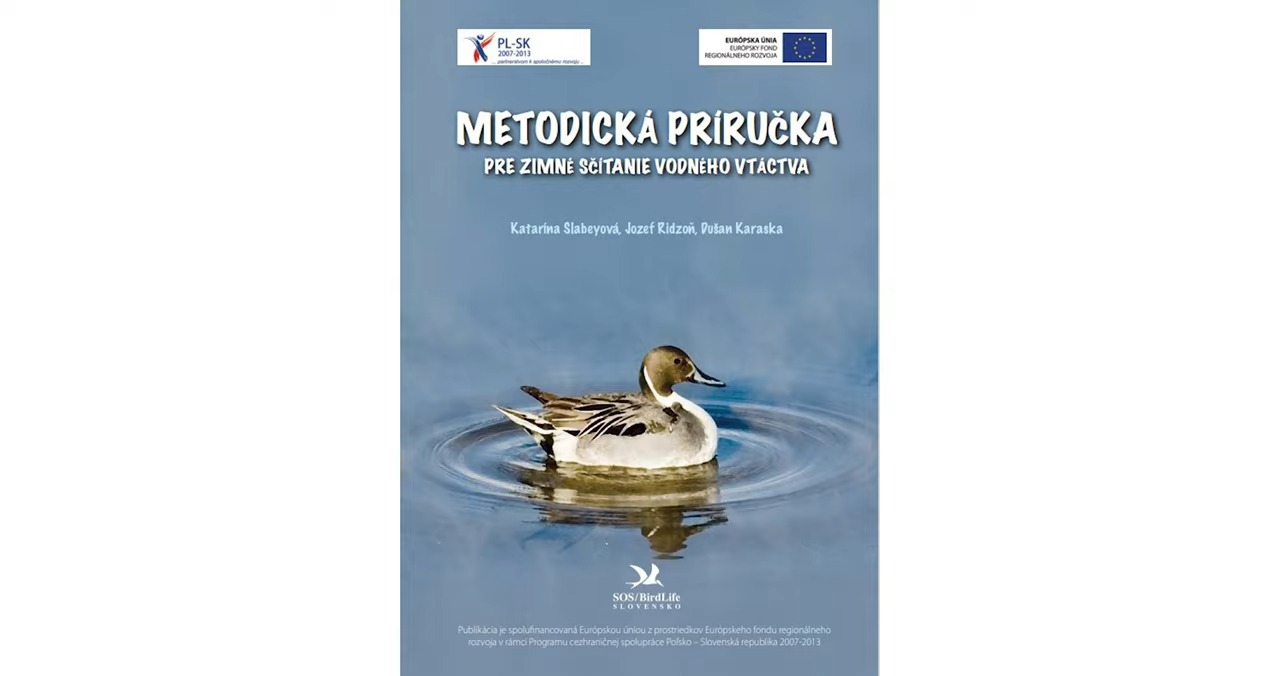 PL-SK
2007-2013
... partnerstvom k spoločnému rozvoju ...
EURÓPSKA ÚNIA
EURÓPSKY FOND
REGIONÁLNEHO ROZVOJA
METODICKÁ PRÍRUČKA
PRE ZIMNÉ SČÍTANIE VODNÉHO VTÁCTVA
Katarína Slabeyová, Jozef Ridzoň, Dušan Karaska
SOS/BirdLife
SLOVENSKO
Publikácia je spolufinancovaná Európskou úniou z prostriedkov Európskeho fondu regionálneho
rozvoja v rámci Programu cezhraničnej spolupráce Poľsko – Slovenská republika 2007-2013